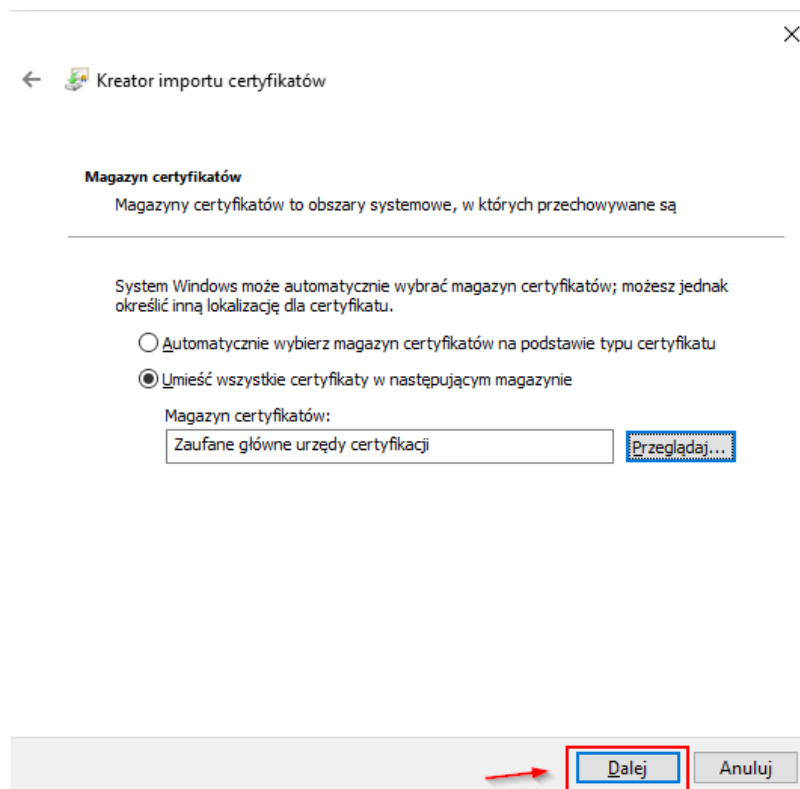 Kreator importu certyfikatów
Magazyn certyfikatów
Magazyny certyfikatów to obszary systemowe, w których przechowywane są
System Windows może automatycznie wybrać magazyn certyfikatów; możesz jednak
określić inną lokalizację dla certyfikatu.
Automatycznie wybierz magazyn certyfikatów na podstawie typu certyfikatu
Umieść wszystkie certyfikaty w następującym magazynie
Magazyn certyfikatów:
Zaufane główne urzędy certyfikacji
Przeglądaj...
Dalej
Anuluj